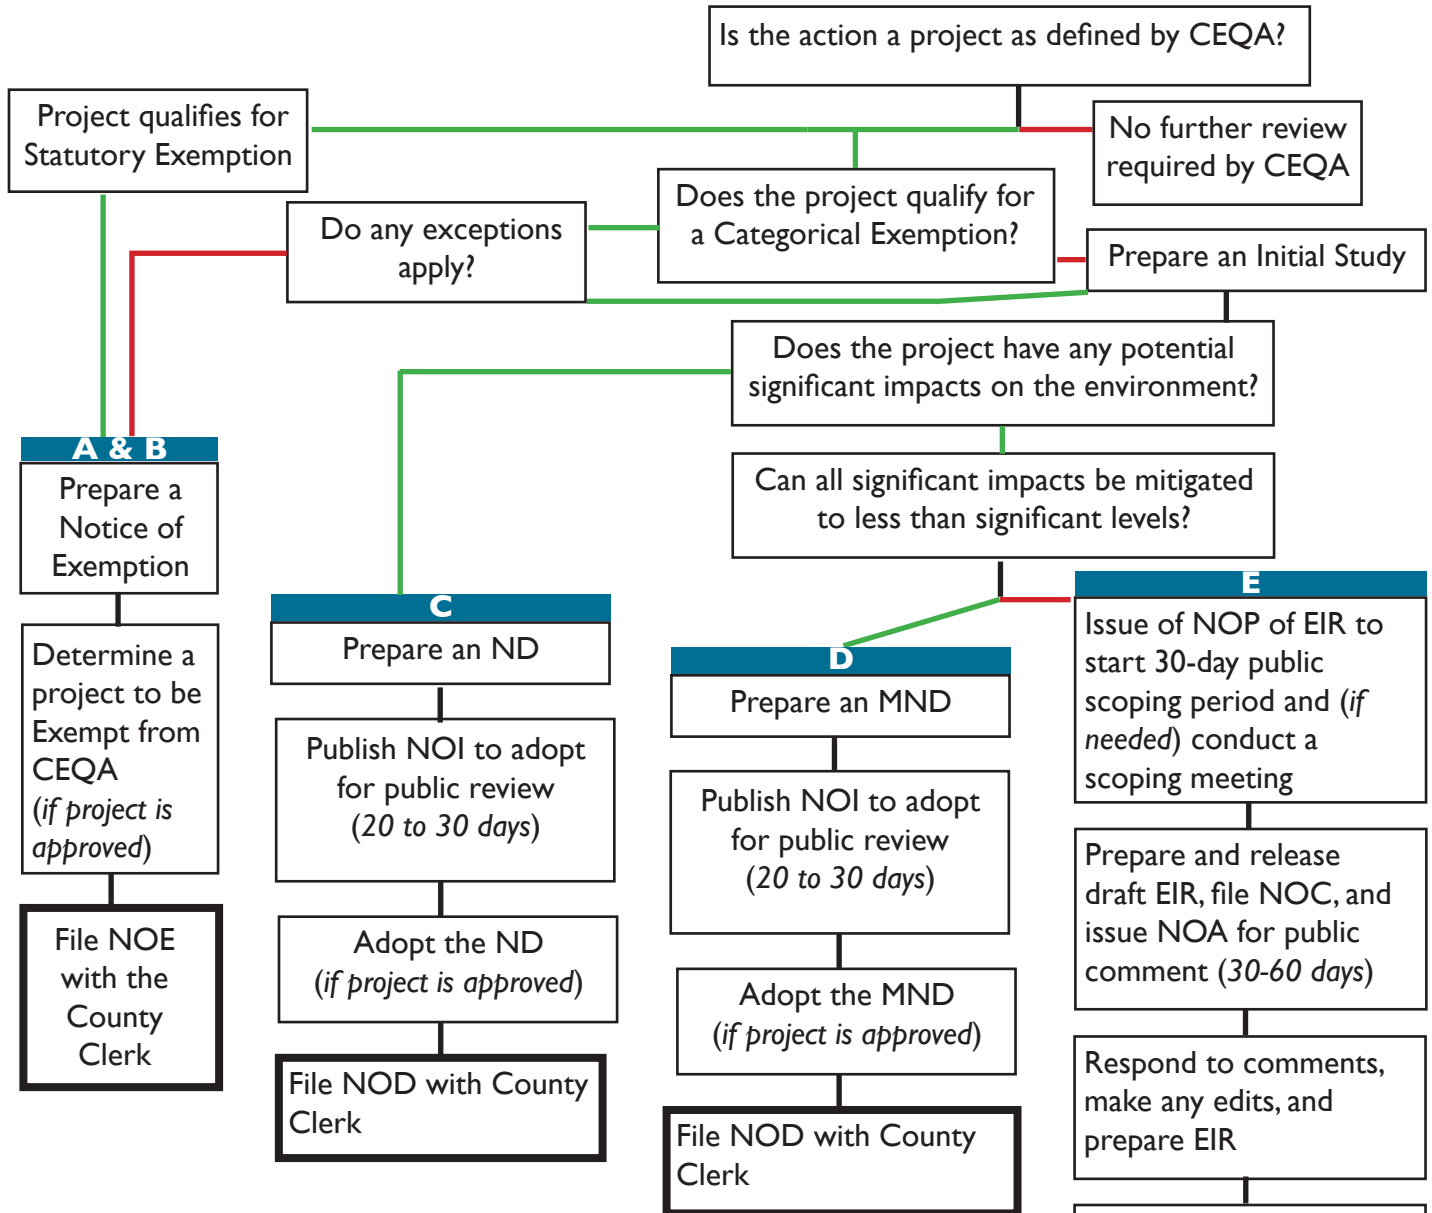 Is the action a project as defined by CEQA?
Project qualifies for
Statutory Exemption
No further review
required by CEQA
Does the project qualify for
a Categorical Exemption?
Do any exceptions
apply?
Prepare an Initial Study
Does the project have any potential
significant impacts on the environment?
Can all significant impacts be mitigated
to less than significant levels?
A & B
Prepare a
Notice of
Exemption
Determine a
project to be
Exempt from
CEQA
(if project is
approved)
File NOE
with the
County
Clerk
C
Prepare an ND
Publish NOI to adopt
for public review
(20 to 30 days)
Adopt the ND
(if project is approved)
File NOD with County
Clerk
D
Prepare an MND
Publish NOI to adopt
for public review
(20 to 30 days)
Adopt the MND
(if project is approved)
File NOD with County
Clerk
E
Issue of NOP of EIR to
start 30-day public
scoping period and (if
needed) conduct a
scoping meeting
Prepare and release
draft EIR, file NOC, and
issue NOA for public
comment (30-60 days)
Respond to comments,
make any edits, and
prepare EIR